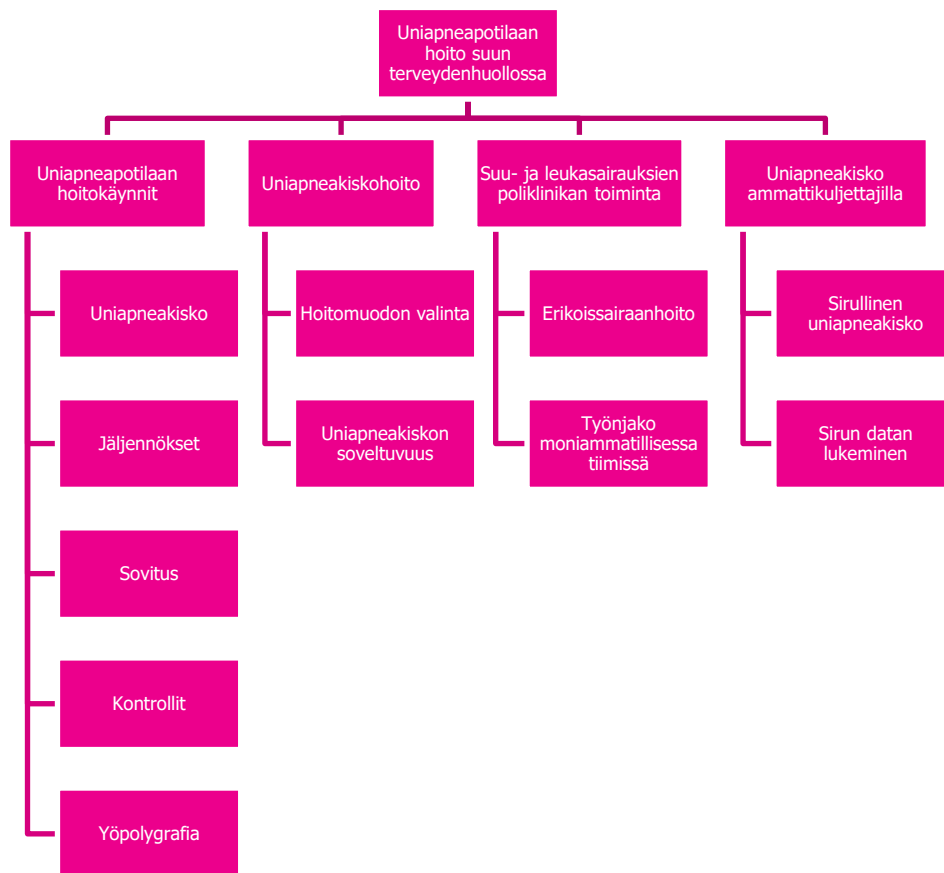 Uniapneapotilaan
hoito suun
terveydenhuollossa
Uniapneapotilaan
hoitokäynnit
Uniapneakisko
Jäljennökset
Sovitus
Kontrollit
Yöpolygrafia
Uniapneakiskohoito
Hoitomuodon valinta
Uniapneakiskon
soveltuvuus
Suu- ja leukasairauksien
poliklinikan toiminta
Erikoissairaanhoito
Työnjako
moniammatillisessa
tiimissä
Uniapneakisko
ammattikuljettajilla
Sirullinen
uniapneakisko
Sirun datan
lukeminen